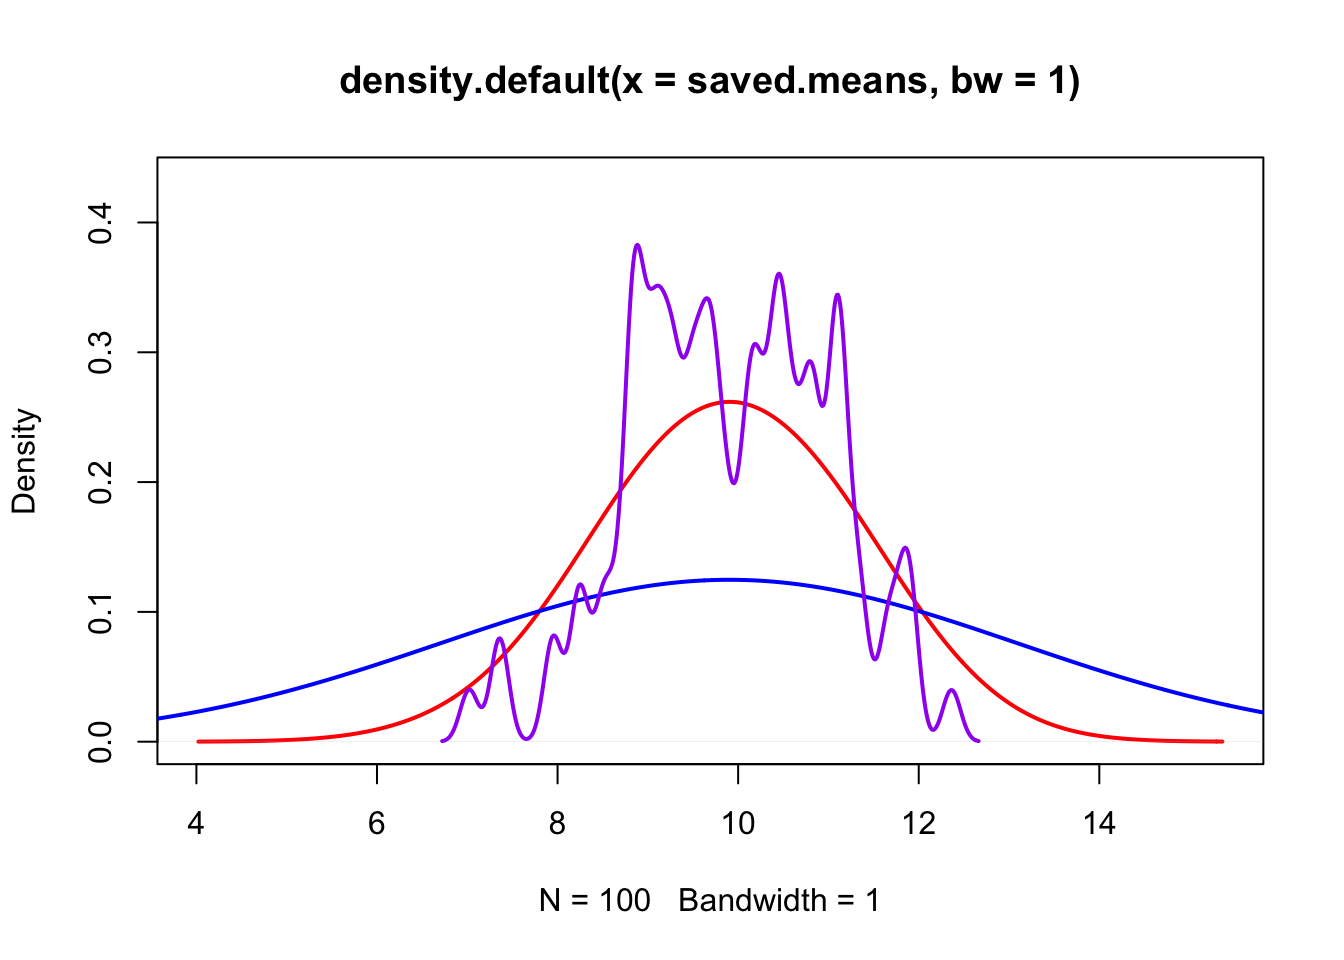 density.default(x = saved.means, bw = 1)
Density
0.4
0.3
0.2
0.1
0.0
4 6 8 10 12 14
N = 100 Bandwidth = 1